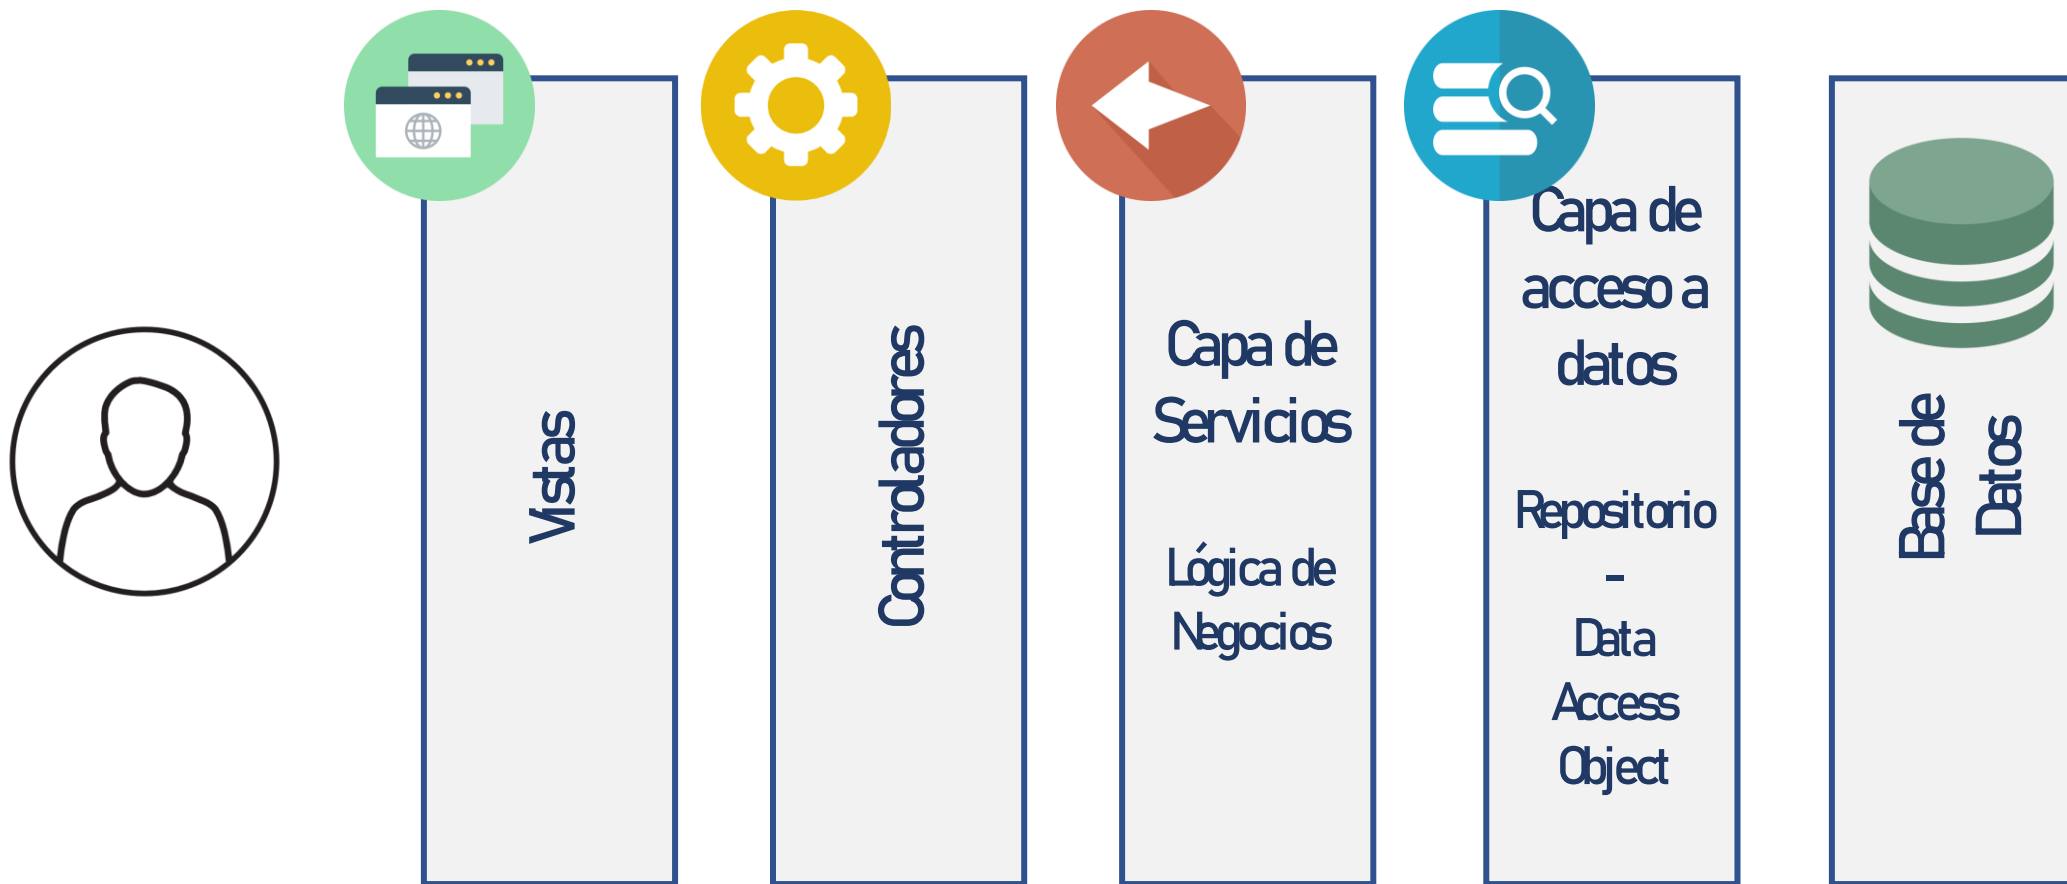 Vistas
Controladores
Capa de
Servicios
Lógica de
Negocios
Capa de
acceso a
datos
Repositorio
-
Data
Access
Object
Base de
Datos